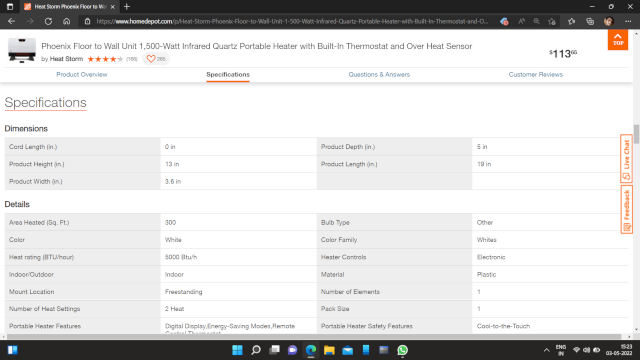 Heat Storm Phoenix Floor to Wa
https://www.homedepot.com/p/Heat-Storm-Phoenix-Floor-to-Wall-Unit-1-500-Watt-Infrared-Quartz-Portable-Heater-with-Built-In-Thermostat-and-O...
Phoenix Floor to Wall Unit 1,500-Watt Infrared Quartz Portable Heater with Built-In Thermostat and Over Heat Sensor
by Heat Storm (166) 285
$113.65
TOP
Product Overview Specifications Questions & Answers Customer Reviews
Specifications
Dimensions
Cord Length (in.) 0 in Product Depth (in.) 5 in
Product Height (in.) 13 in Product Length (in.) 19 in
Product Width (in.) 3.6 in
Details
Area Heated (Sq. Ft.) 300 Bulb Type Other
Color White Color Family Whites
Heat rating (BTU/hour) 5000 Btu/h Heater Controls Electronic
Indoor/Outdoor Indoor Material Plastic
Mount Location Freestanding Number of Elements 1
Number of Heat Settings 2 Heat Pack Size 1
Portable Heater Features Digital Display,Energy-Saving Modes,Remote Portable Heater Safety Features Cool-to-the-Touch
Control,Thermostat
Live Chat
Feedback
ENG
IN
15:23
03-05-2022